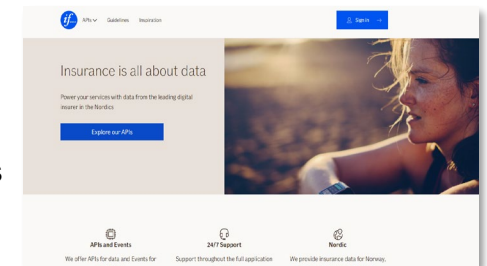 if...
APIs
Guidelines
Inspiration
Sign in
Insurance is all about data
Power your services with data from the leading digital
insurer in the Nordics
Explore our APIs
s
APIs and Events
24/7 Support
Nordic
We offer APIs for data and Events for
Support throughout the full application
We provide insurance data for Norway,